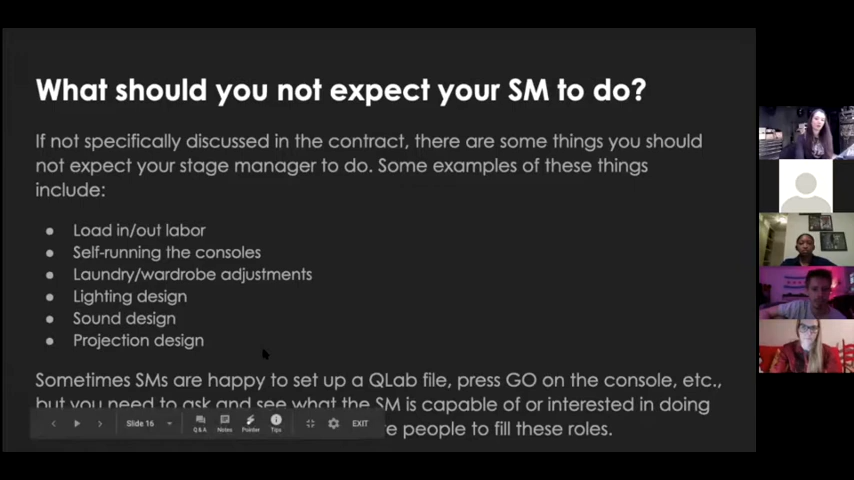 What should you not expect your SM to do?
If not specifically discussed in the contract, there are some things you should
not expect your stage manager to do. Some examples of these things
include:
● Load in/out labor
● Self-running the consoles
● Laundry/wardrobe adjustments
● Lighting design
● Sound design
● Projection design
Sometimes SMs are happy to set up a QLab file, press GO on the console, etc.,
but you need to ask and see what the SM is capable of or interested in doing
people to fill these roles.
Slide 16
Q&A
Notes
Pointer
Tips
EXIT